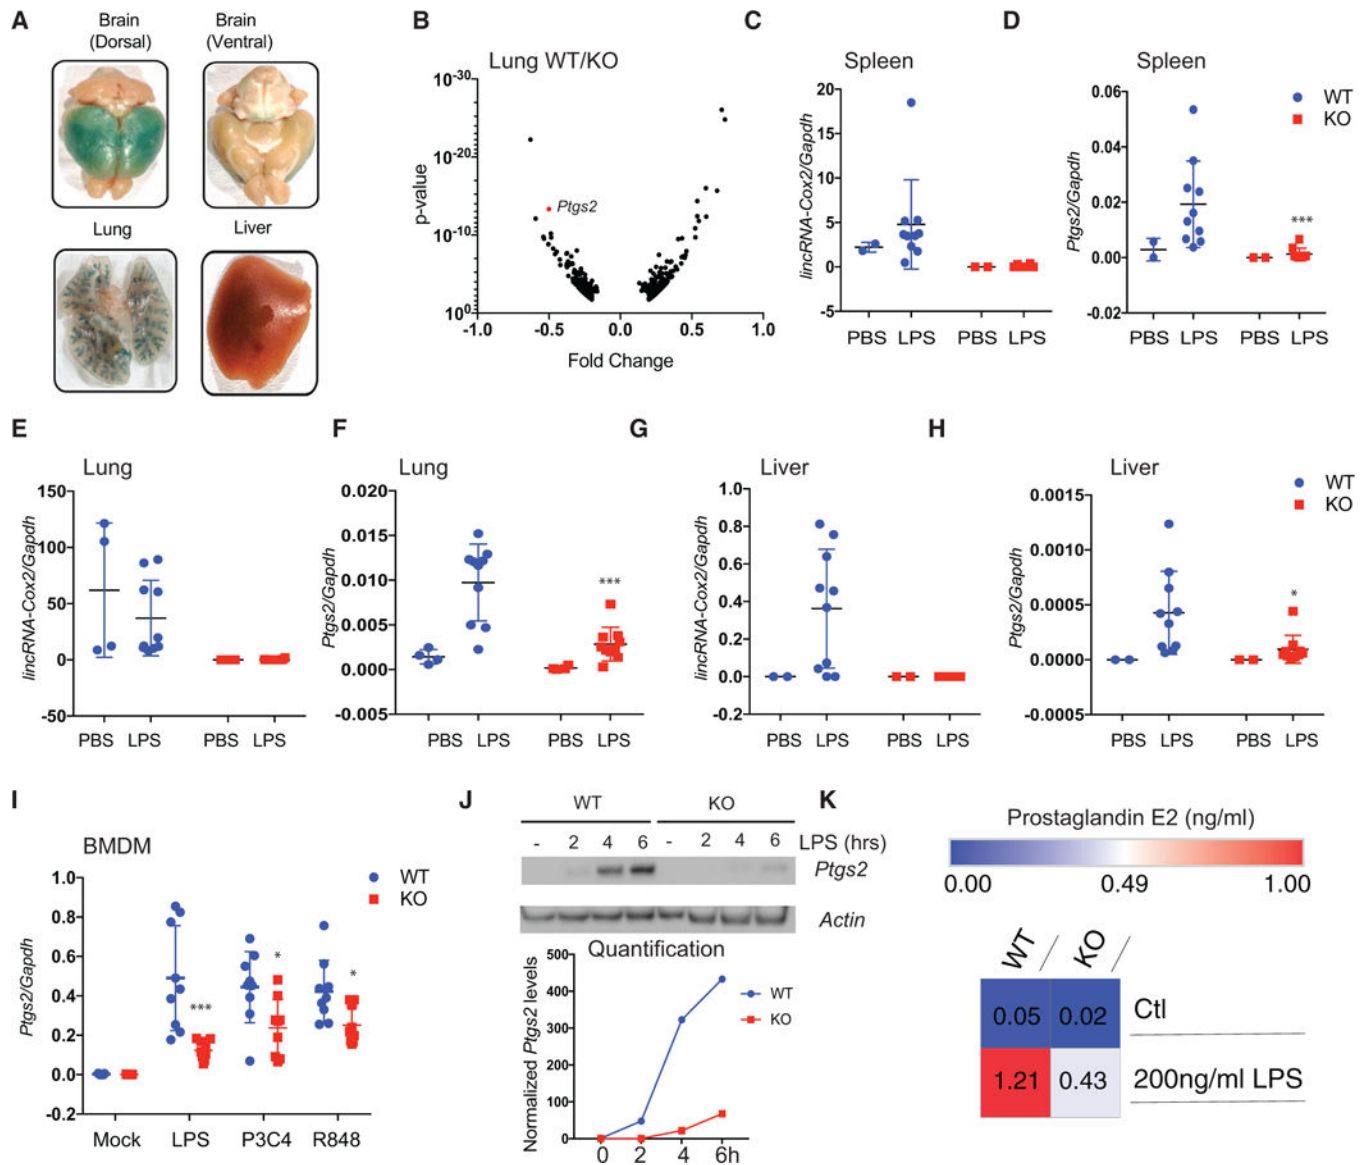 A
Brain
(Dorsal)
Brain
(Ventral)
Lung
Liver
B
Lung WT/KO
p-value
10-30
10-20
10-10
100
Ptgs2
-1.0 -0.5 0.0 0.5 1.0
Fold Change
C
Spleen
lincRNA-Cox2/Gapdh
20
15
10
5
0
-5
PBS LPS PBS LPS
D
Spleen
Ptgs2/Gapdh
0.06
0.04
0.02
0.00
-0.02
***
PBS LPS PBS LPS
WT
KO
E
Lung
lincRNA-Cox2/Gapdh
150
100
50
0
-50
PBS LPS PBS LPS
F
Lung
Ptgs2/Gapdh
0.020
0.015
0.010
0.005
0.000
-0.005
***
PBS LPS PBS LPS
G
Liver
lincRNA-Cox2/Gapdh
1.0
0.8
0.6
0.4
0.2
0.0
-0.2
PBS LPS PBS LPS
H
Liver
Ptgs2/Gapdh
0.0015
0.0010
0.0005
0.0000
-0.0005
*
PBS LPS PBS LPS
WT
KO
I
BMDM
Ptgs2/Gapdh
1.0
0.8
0.6
0.4
0.2
0.0
-0.2
***
*
*
Mock LPS P3C4 R848
WT
KO
J
WT KO
- 2 4 6 - 2 4 6 LPS (hrs)
Ptgs2
Actin
Quantification
Normalized Ptgs2 levels
500
400
300
200
100
0
0 2 4 6h
WT
KO
K
Prostaglandin E2 (ng/ml)
0.00 0.49 1.00
WT / KO /
0.05 0.02 Ctl
1.21 0.43 200ng/ml LPS